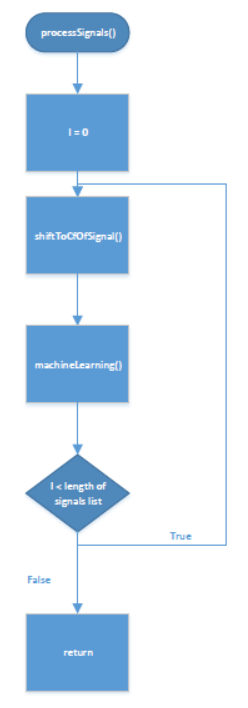 processSignals()
I = 0
shiftToCfOfSignal()
machineLearning()
I < length of
signals list
True
False
return